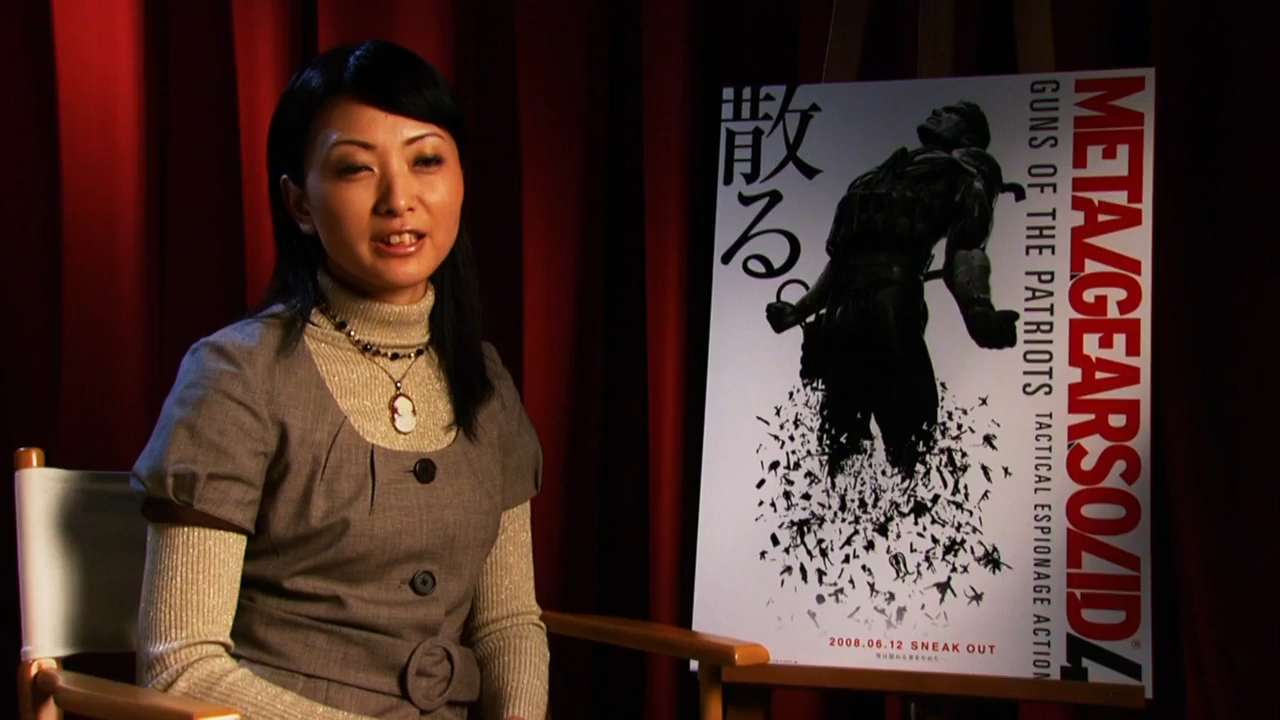 散る。
METAL GEAR SOLID 4
GUNS OF THE PATRIOTS TACTICAL ESPIONAGE ACTION
2008.06.12 SNEAK OUT